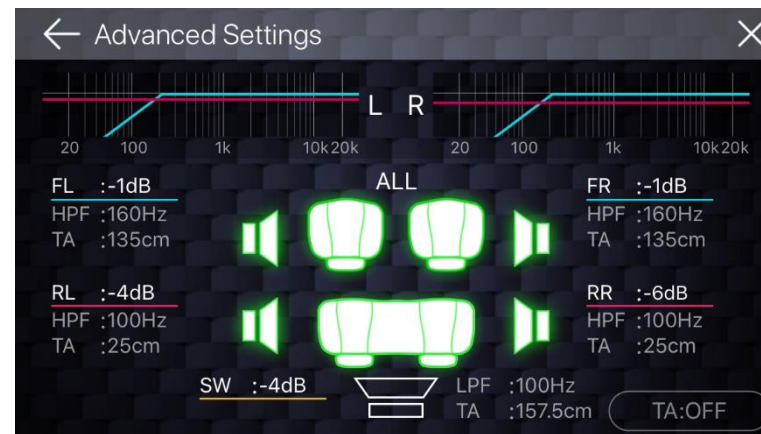 ← Advanced Settings ×
L R
20 100 1k 10k 20k
20 100 1k 10k 20k
ALL
FL :-1dB
HPF :160Hz
TA :135cm
FR :-1dB
HPF :160Hz
TA :135cm
RL :-4dB
HPF :100Hz
TA :25cm
RR :-6dB
HPF :100Hz
TA :25cm
SW :-4dB
LPF :100Hz
TA :157.5cm
TA:OFF